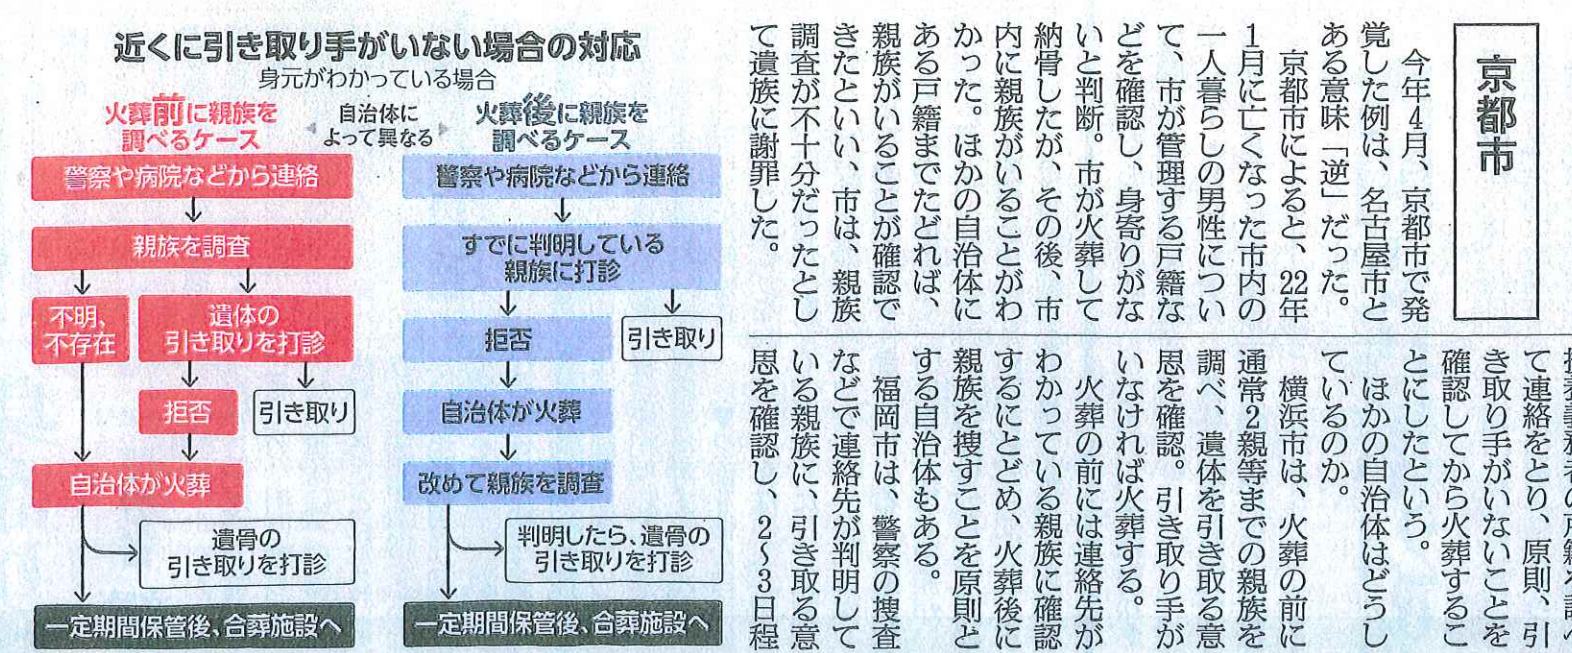 近くに引き取り手がいない場合の対応
身元がわかっている場合
火葬前に親族を
調べるケース
自治体に
よって異なる
火葬後に親族を
調べるケース
警察や病院などから連絡
親族を調査
不明、
不存在
遺体の
引き取りを打診
拒否
引き取り
自治体が火葬
遺骨の
引き取りを打診
一定期間保管後、合葬施設へ
警察や病院などから連絡
すでに判明している
親族に打診
拒否
引き取り
自治体が火葬
改めて親族を調査
判明したら、遺骨の
引き取りを打診
一定期間保管後、合葬施設へ
京都市
今年4月、京都市で発
覚した例は、名古屋市と
ある意味「逆」だった。
京都市によると、22年
1月に亡くなった市内の
一人暮らしの男性につい
て、市が管理する戸籍な
どを確認し、身寄りがな
いと判断。市が火葬して
納骨したが、その後、市
内に親族がいることがわ
かった。ほかの自治体に
ある戸籍までたどれば、
親族がいることが確認で
きたといい、市は、親族
調査が不十分だったとし
て遺族に謝罪した。
て連絡をとり、原則、引
き取り手がいないことを
確認してから火葬するこ
とにしたという。
ほかの自治体はどうし
ているのか。
横浜市は、火葬の前に
通常2親等までの親族を
調べ、遺体を引き取る意
思を確認。引き取り手が
いなければ火葬する。
火葬の前には連絡先が
わかっている親族に確認
するにとどめ、火葬後に
親族を捜すことを原則と
する自治体もある。
福岡市は、警察の捜査
などで連絡先が判明して
いる親族に、引き取る意
思を確認し、2〜3日程